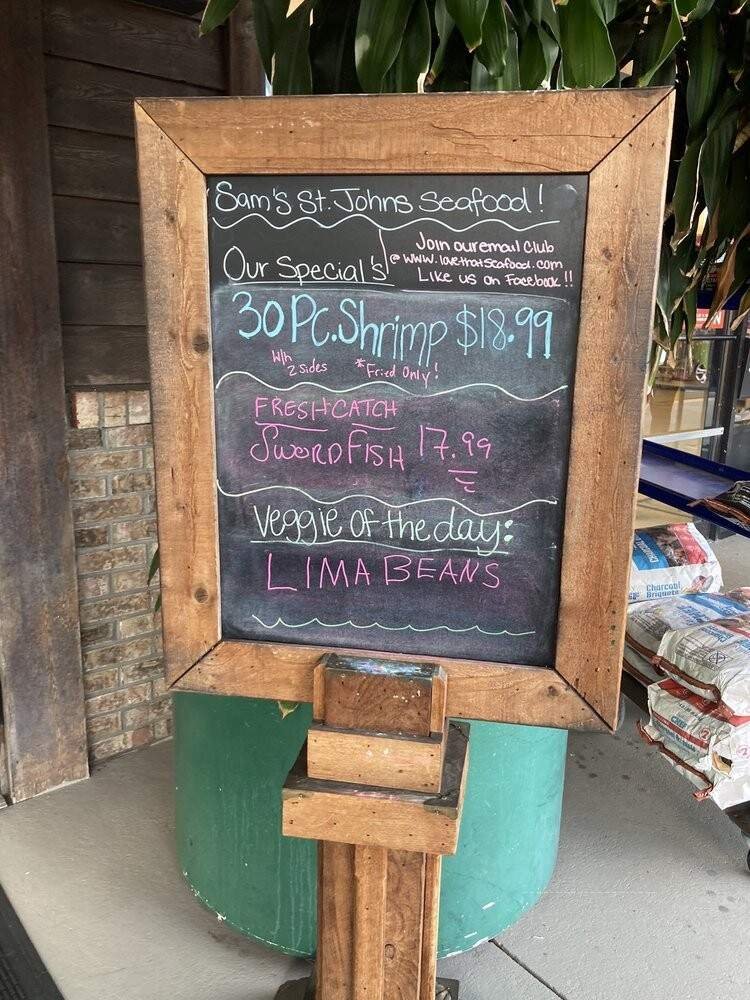 Sam's St. Johns Seafood!
Join our email club
@ www.lovethatseafood.com
Like us on Facebook!!
Our Special's
30 Pc. Shrimp $18.99
With
2 sides
*Fried Only!
FRESH CATCH
SWORDFISH 17.99
Veggie of the day:
LIMA BEANS
Charcoal
Briquets